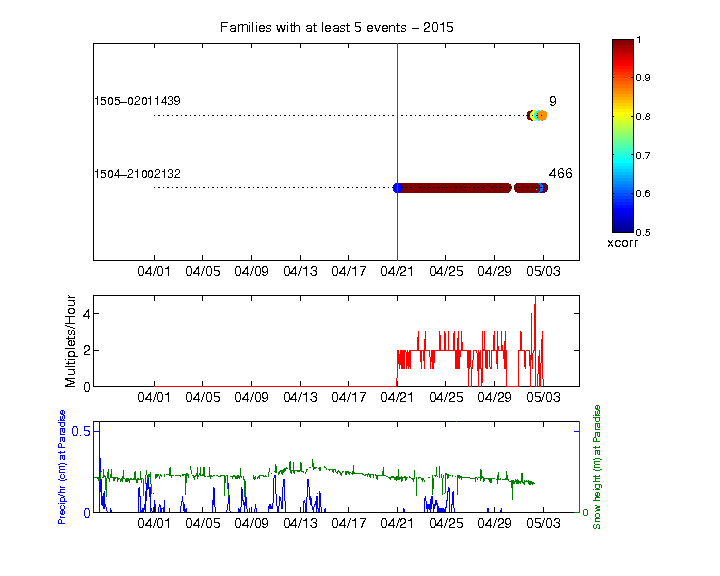 Families with at least 5 events − 2015
1505−02011439
9
1504−21002132
466
04/01 04/05 04/09 04/13 04/17 04/21 04/25 04/29 05/03
1
0.9
0.8
0.7
0.6
0.5
xcorr
Multiplets/Hour
4
2
0
04/01 04/05 04/09 04/13 04/17 04/21 04/25 04/29 05/03
Precip/hr (cm) at Paradise
0.5
0
Snow height (m) at Paradise
0
04/01 04/05 04/09 04/13 04/17 04/21 04/25 04/29 05/03